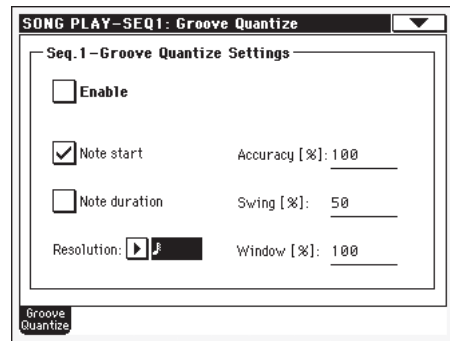 SONG PLAY-SEQ1: Groove Quantize
Seq.1-Groove Quantize Settings
Enable
Note start Accuracy [%]: 100
Note duration Swing [%]: 50
Resolution: Window [%]: 100
Groove
Quantize